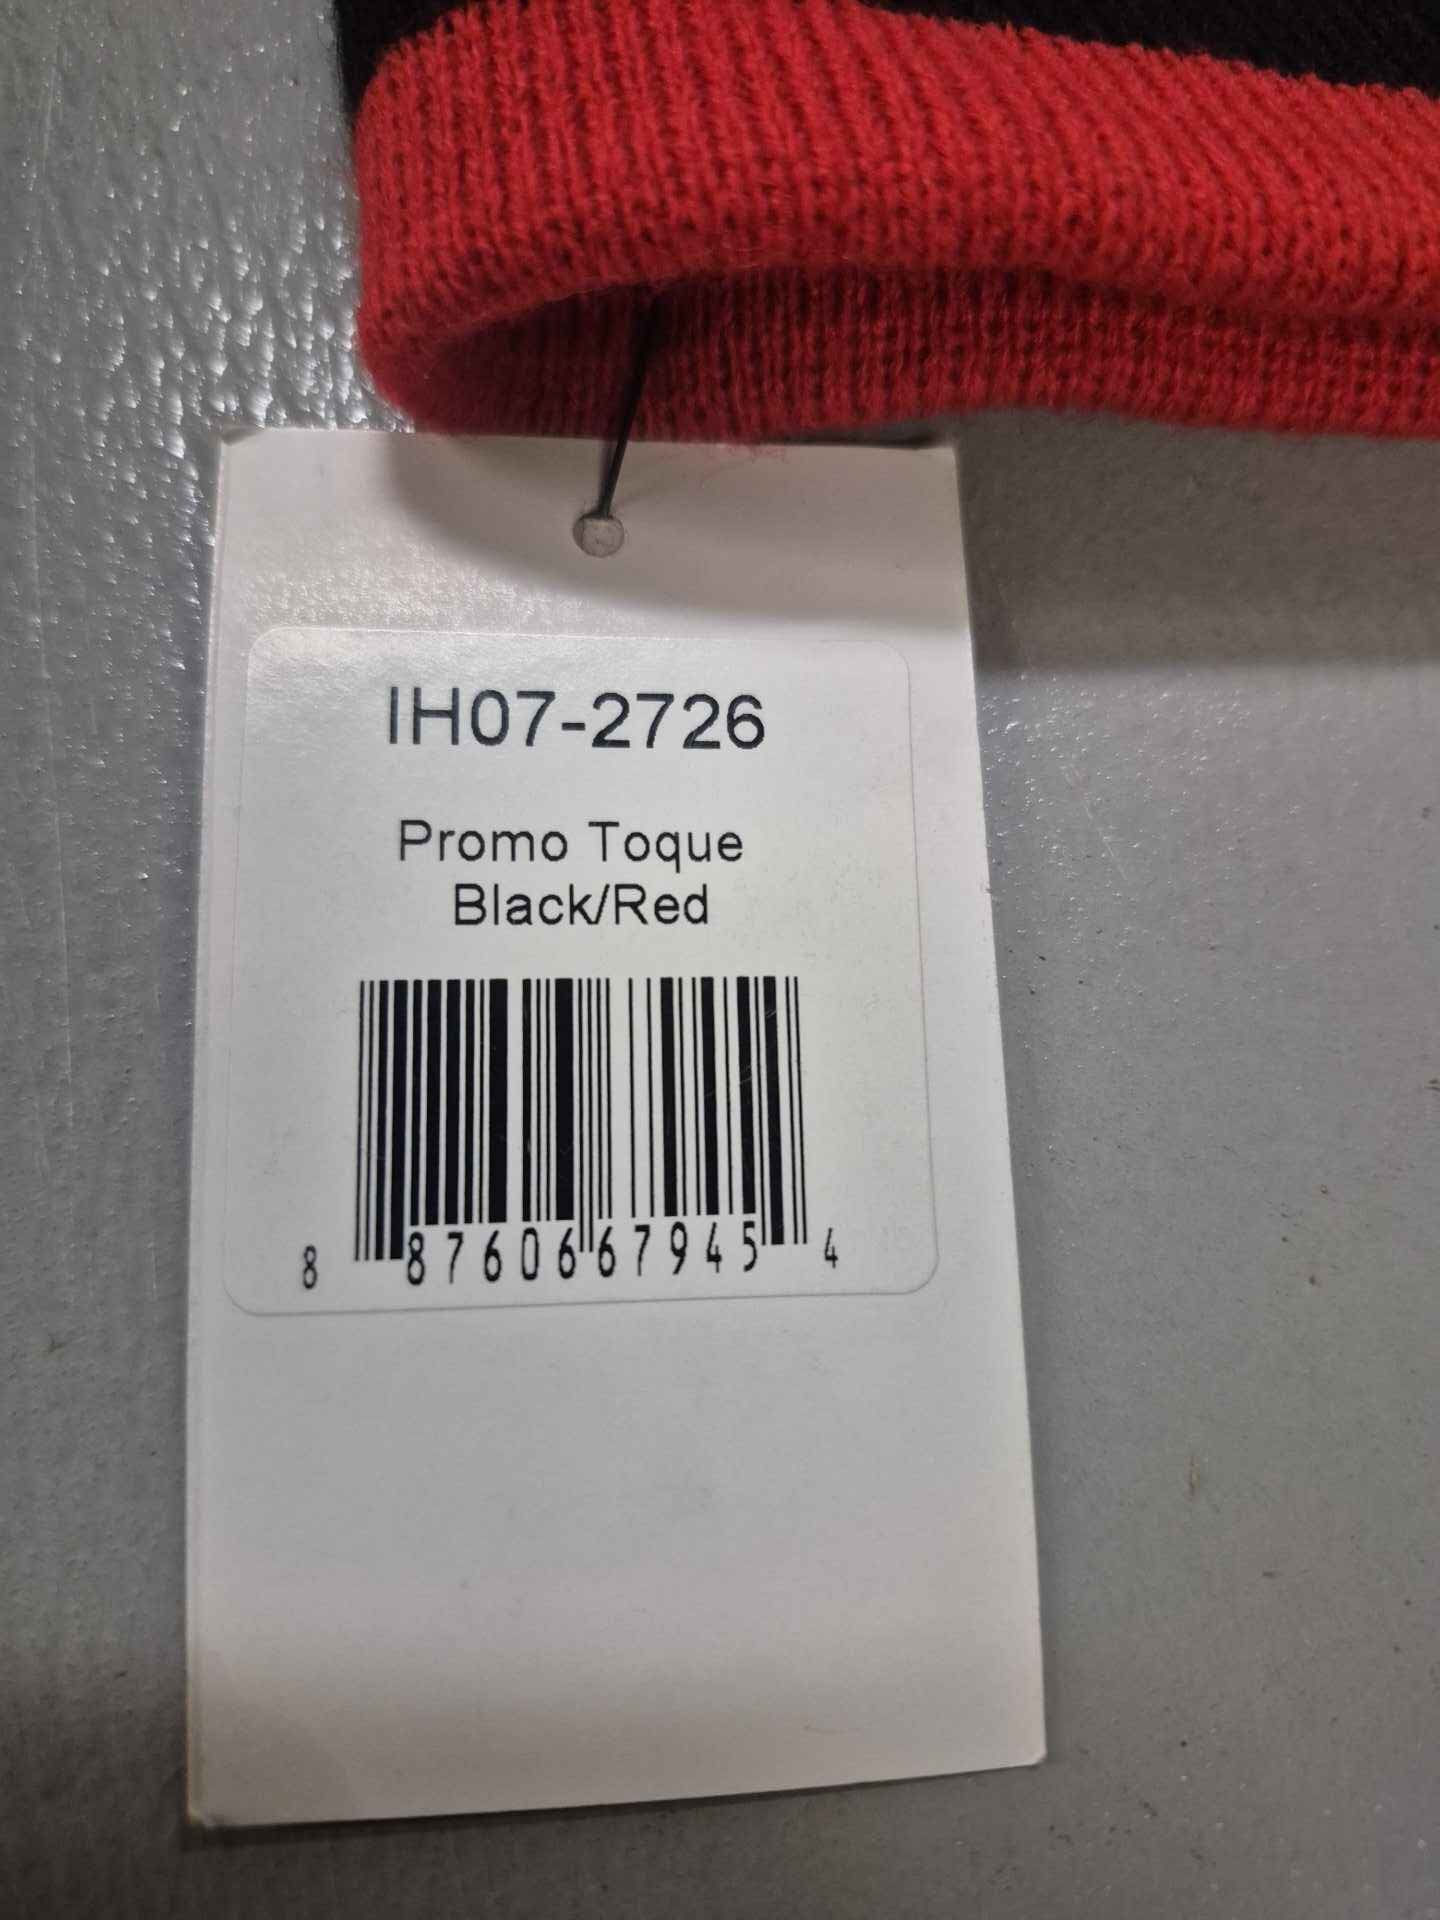 IH07-2726
Promo Toque
Black/Red
8 87606 67945 4